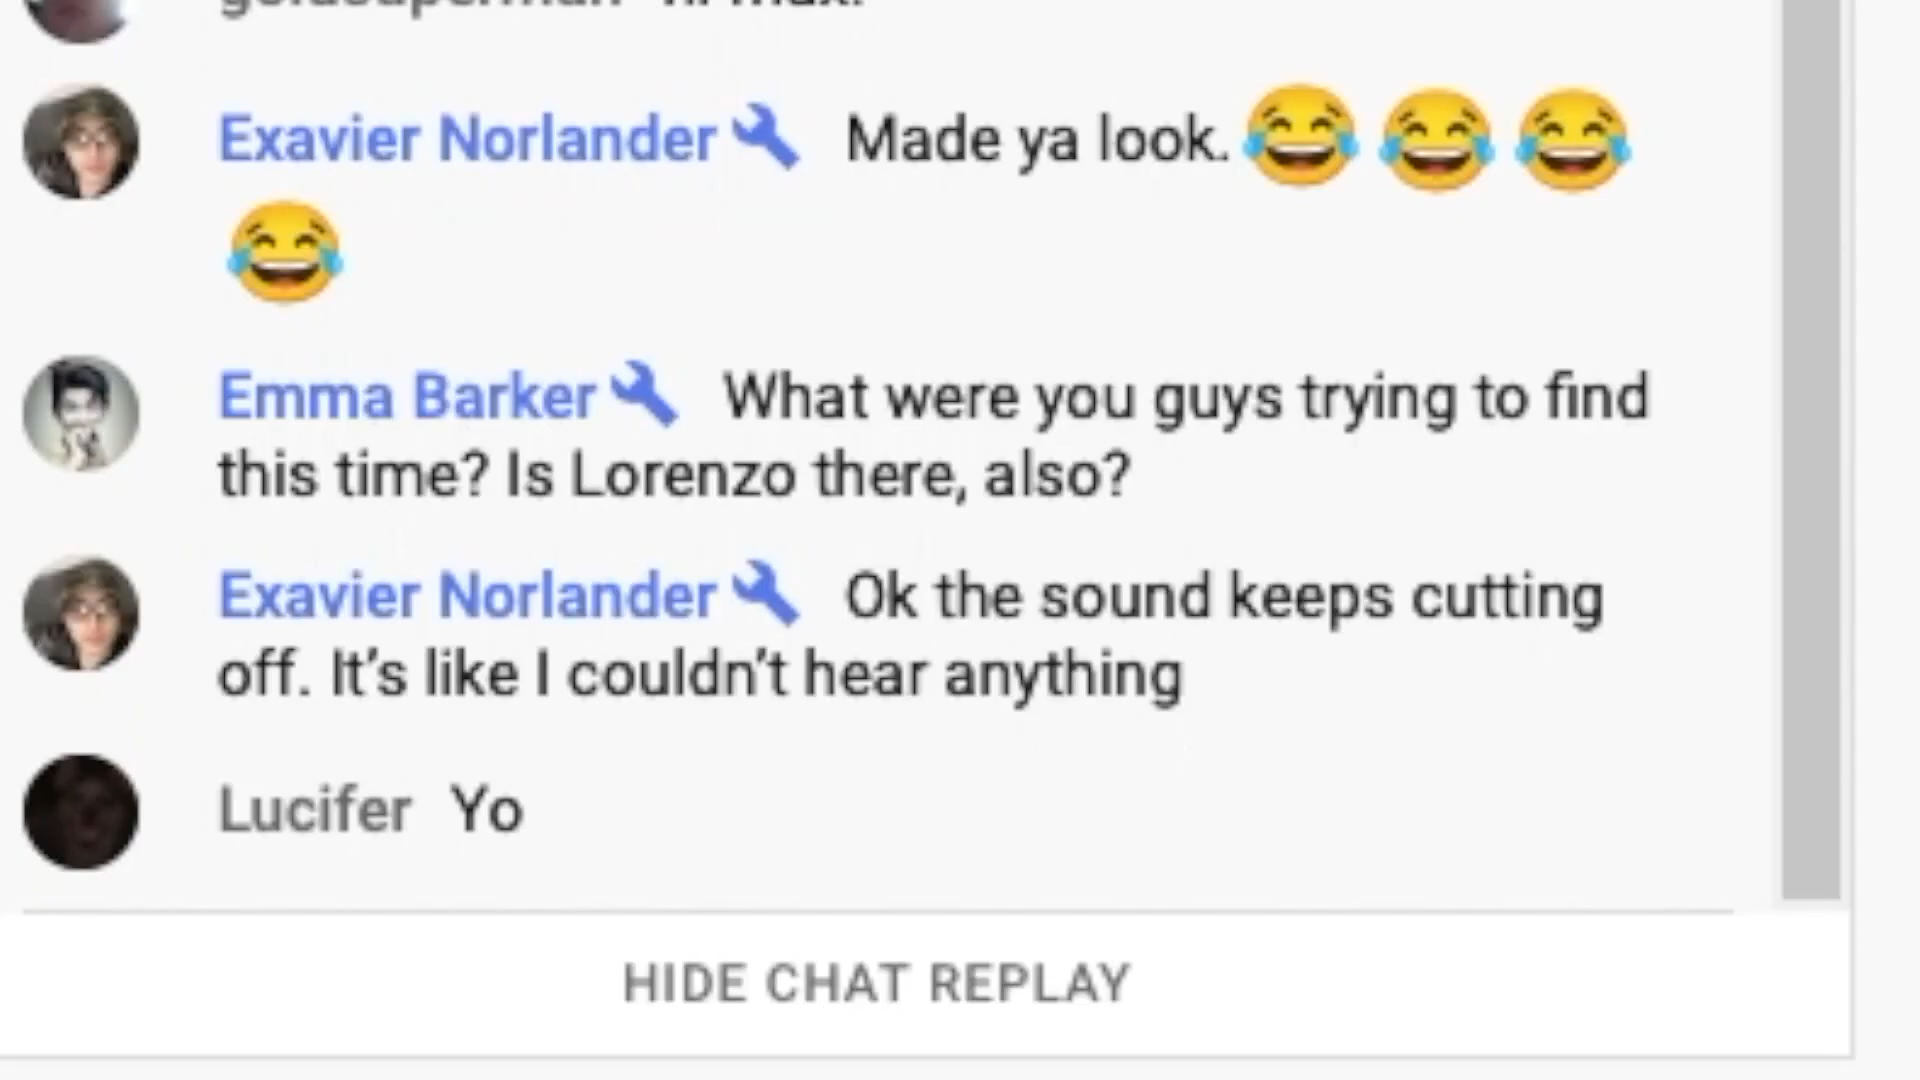 Exavier Norlander Made ya look. 😂 😂 😂
😂
Emma Barker What were you guys trying to find
this time? Is Lorenzo there, also?
Exavier Norlander Ok the sound keeps cutting
off. It's like I couldn't hear anything
Lucifer Yo
HIDE CHAT REPLAY